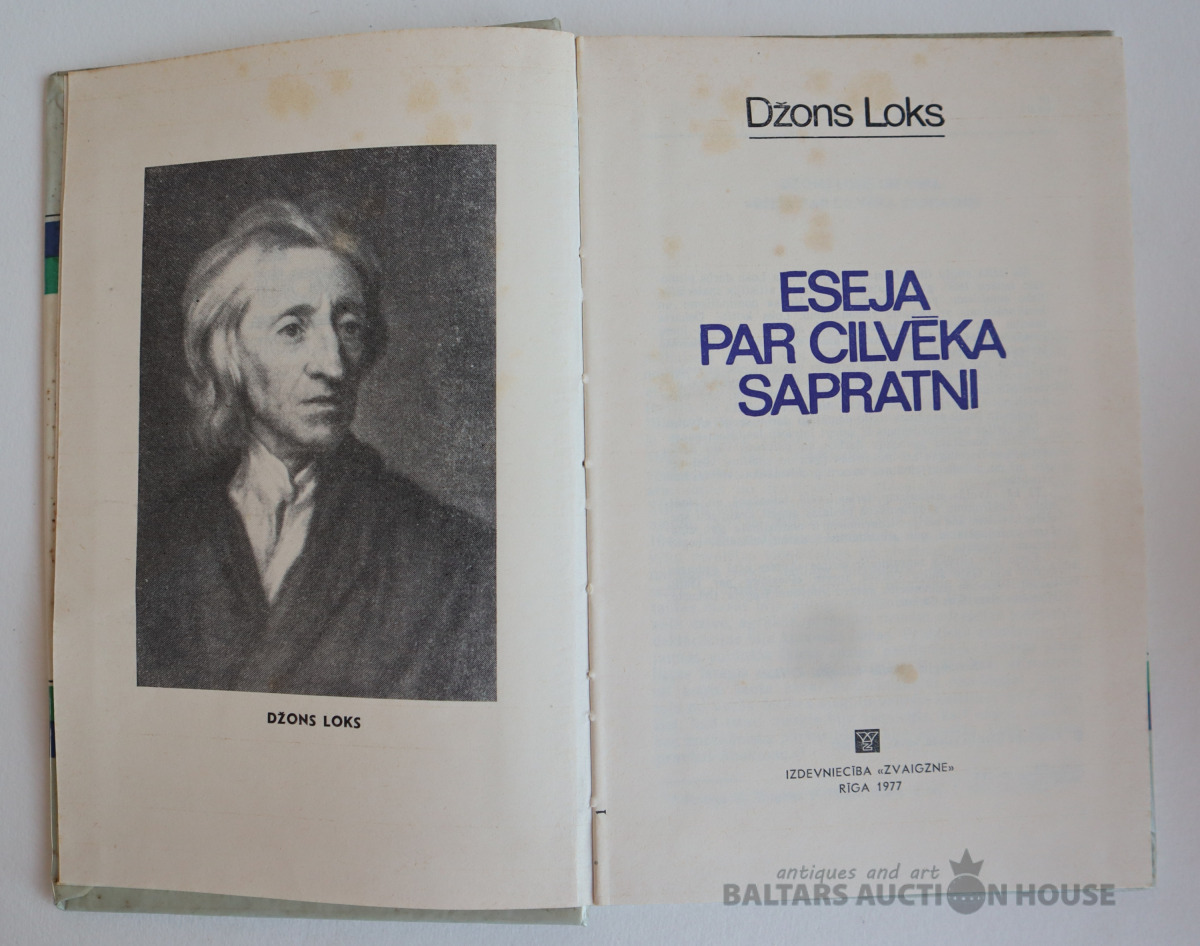 DŽONS LOKS
Džons Loks
ESEJA
PAR CILVĒKA
SAPRATNI
IZDEVNIECĪBA «ZVAIGZNE»
RĪGA 1977
antiques and art
BALTARS AUCTION HOUSE